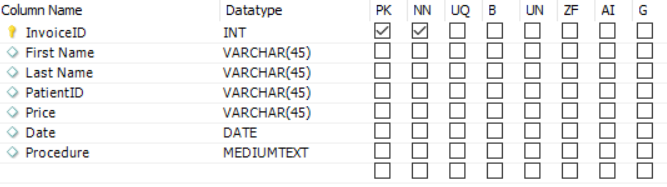 Column Name Datatype PK NN UQ B UN ZF AI G
InvoiceID INT
First Name VARCHAR(45)
Last Name VARCHAR(45)
PatientID VARCHAR(45)
Price VARCHAR(45)
Date DATE
Procedure MEDIUMTEXT